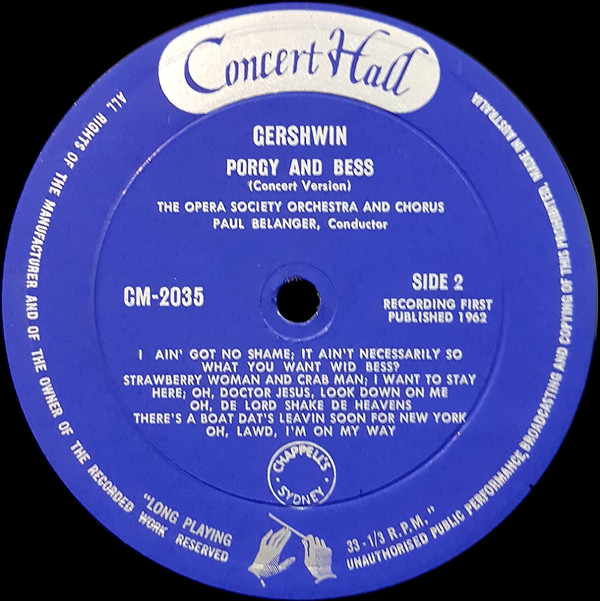 Concert Hall
GERSHWIN
PORGY AND BESS
(Concert Version)
THE OPERA SOCIETY ORCHESTRA AND CHORUS
PAUL BELANGER, Conductor
CM-2035
SIDE 2
RECORDING FIRST
PUBLISHED 1962
I AIN' GOT NO SHAME; IT AIN'T NECESSARILY SO
WHAT YOU WANT WID BESS?
STRAWBERRY WOMAN AND CRAB MAN; I WANT TO STAY
HERE; OH, DOCTOR JESUS, LOOK DOWN ON ME
OH, DE LORD SHAKE DE HEAVENS
THERE'S A BOAT DAT'S LEAVIN SOON FOR NEW YORK
OH, LAWD, I'M ON MY WAY
CHAPPELL'S
SYDNEY
"LONG PLAYING
33-1/3 R.P.M."
ALL RIGHTS OF THE MANUFACTURER AND OF THE OWNER OF THE RECORDED WORK RESERVED
UNAUTHORISED PUBLIC PERFORMANCE, BROADCASTING AND COPYING OF THIS PROHIBITED. MADE IN AUSTRALIA